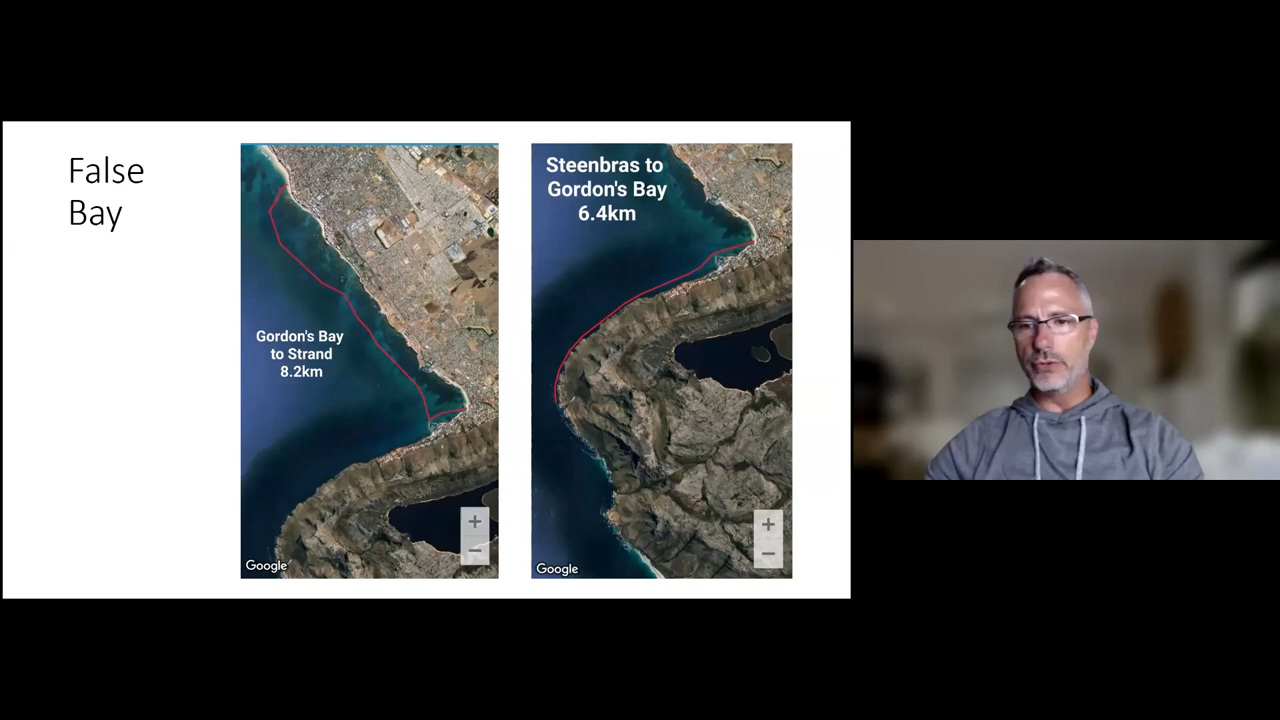 False
Bay
Gordon's Bay
to Strand
8.2km
+
−
Google
Steenbras to
Gordon's Bay
6.4km
+
−
Google